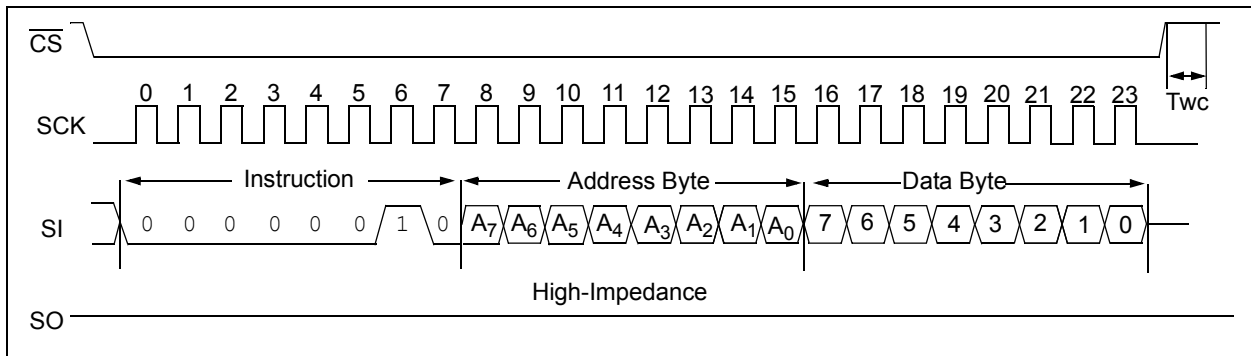 CS
Twc
0 1 2 3 4 5 6 7 8 9 10 11 12 13 14 15 16 17 18 19 20 21 22 23
SCK
Instruction Address Byte Data Byte
SI 0 0 0 0 0 0 1 0 A7 A6 A5 A4 A3 A2 A1 A0 7 6 5 4 3 2 1 0
High-Impedance
SO